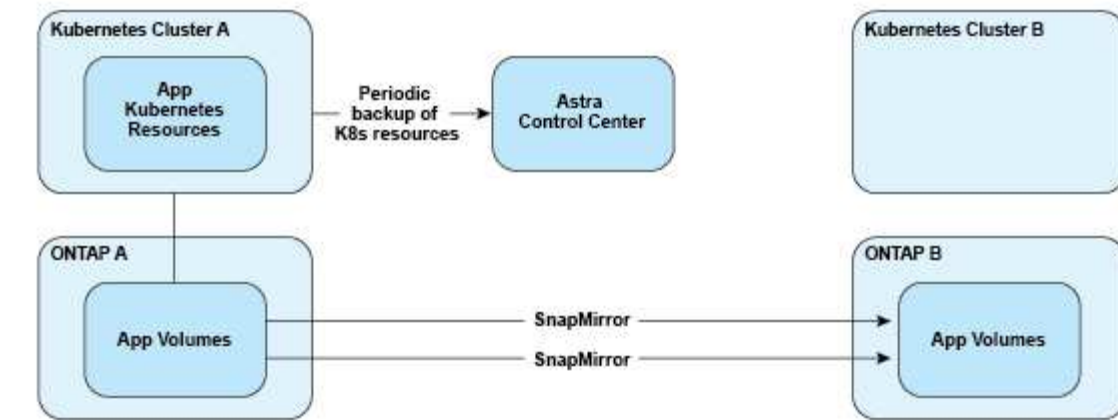 Kubernetes Cluster A
App
Kubernetes
Resources
Periodic
backup of
K8s resources
Astra
Control Center
Kubernetes Cluster B
ONTAP A
App Volumes
SnapMirror
SnapMirror
ONTAP B
App Volumes